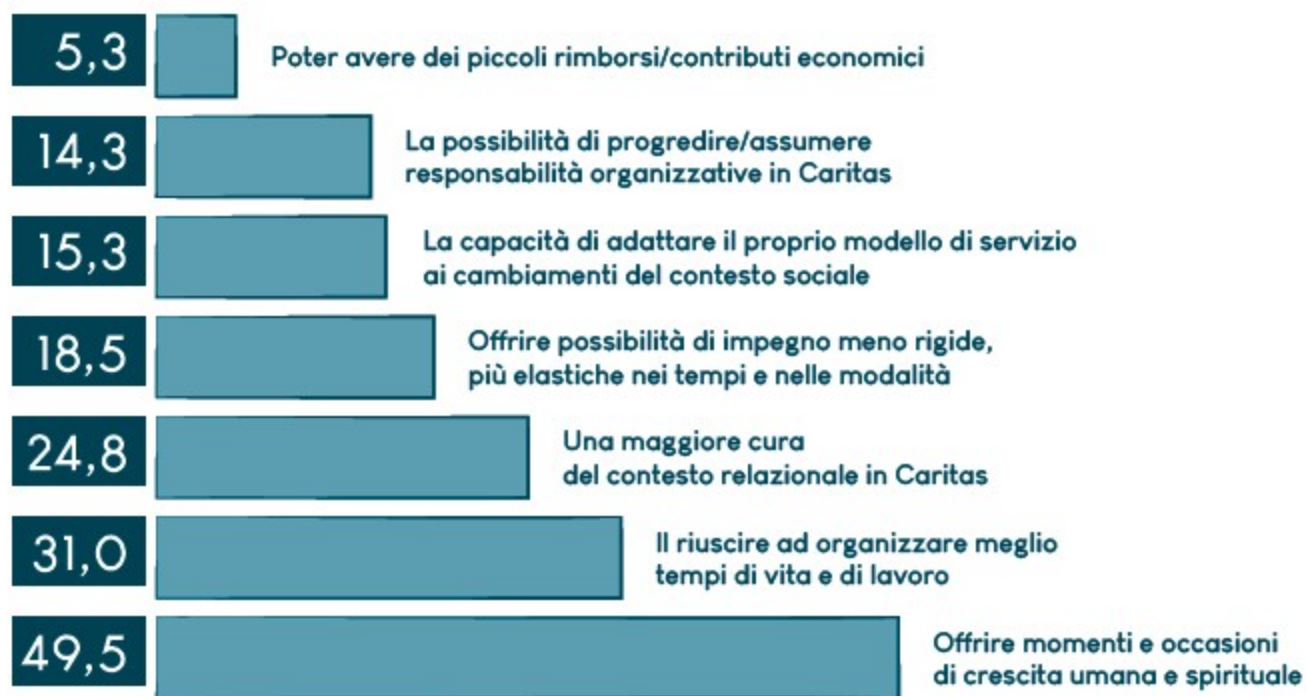 5,3
Poter avere dei piccoli rimborsi/contributi economici
14,3
La possibilità di progredire/assumere
responsabilità organizzative in Caritas
15,3
La capacità di adattare il proprio modello di servizio
ai cambiamenti del contesto sociale
18,5
Offrire possibilità di impegno meno rigide,
più elastiche nei tempi e nelle modalità
24,8
Una maggiore cura
del contesto relazionale in Caritas
31,0
Il riuscire ad organizzare meglio
tempi di vita e di lavoro
49,5
Offrire momenti e occasioni
di crescita umana e spirituale